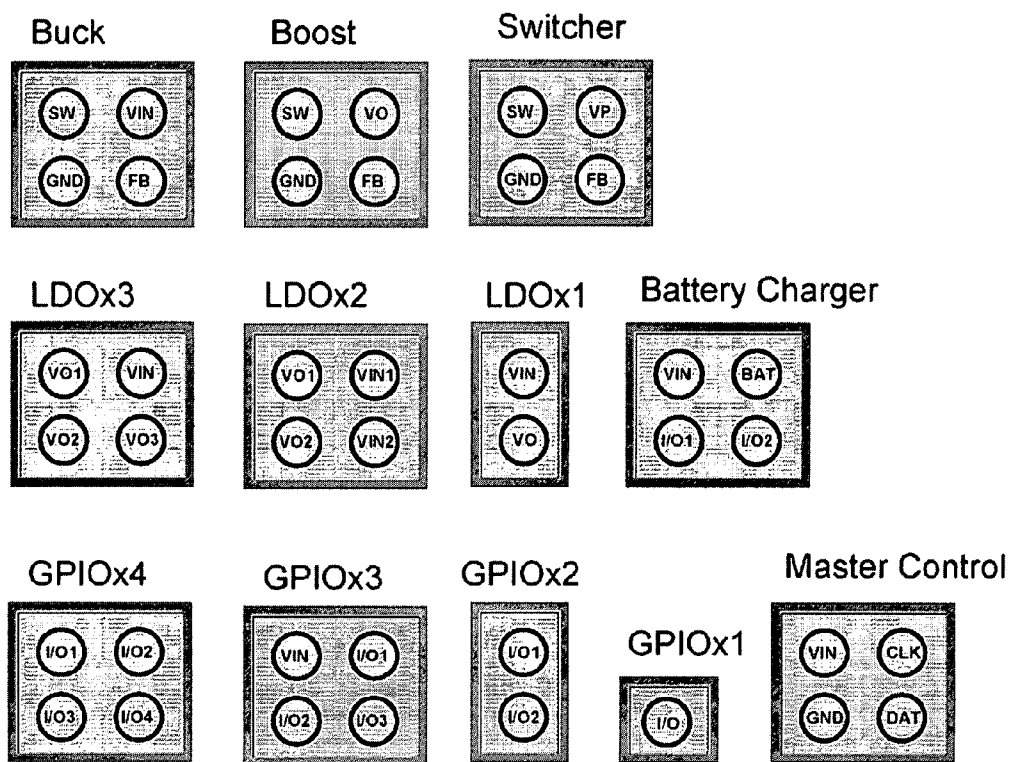 Buck Boost Switcher
SW VIN SW VO SW VP
GND FB GND FB GND FB
LDOx3 LDOx2 LDOx1 Battery Charger
VO1 VIN VO1 VIN1 VIN VIN BAT
VO2 VO3 VO2 VIN2 VO I/O1 I/O2
GPIOx4 GPIOx3 GPIOx2 Master Control
GPIOx1
I/O1 I/O2 VIN I/O1 I/O1 VIN CLK
I/O3 I/O4 I/O2 I/O3 I/O2 I/O GND DAT